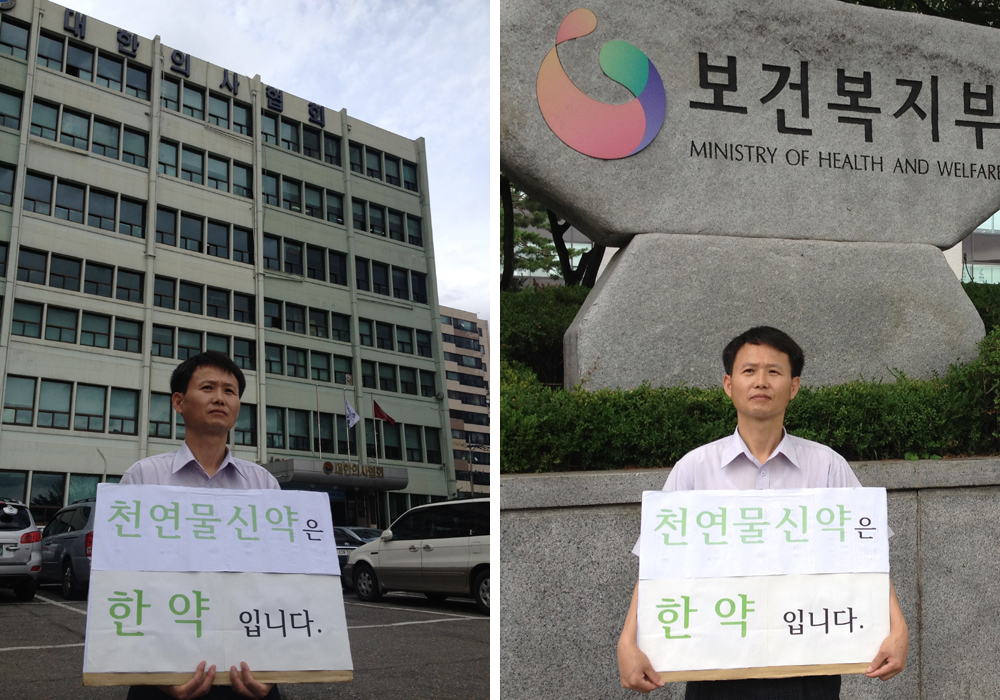 대한의사협회
대한의사협회
천연물신약은
한약 입니다.
보건복지부
MINISTRY OF HEALTH AND WELFARE
천연물신약은
한약 입니다.